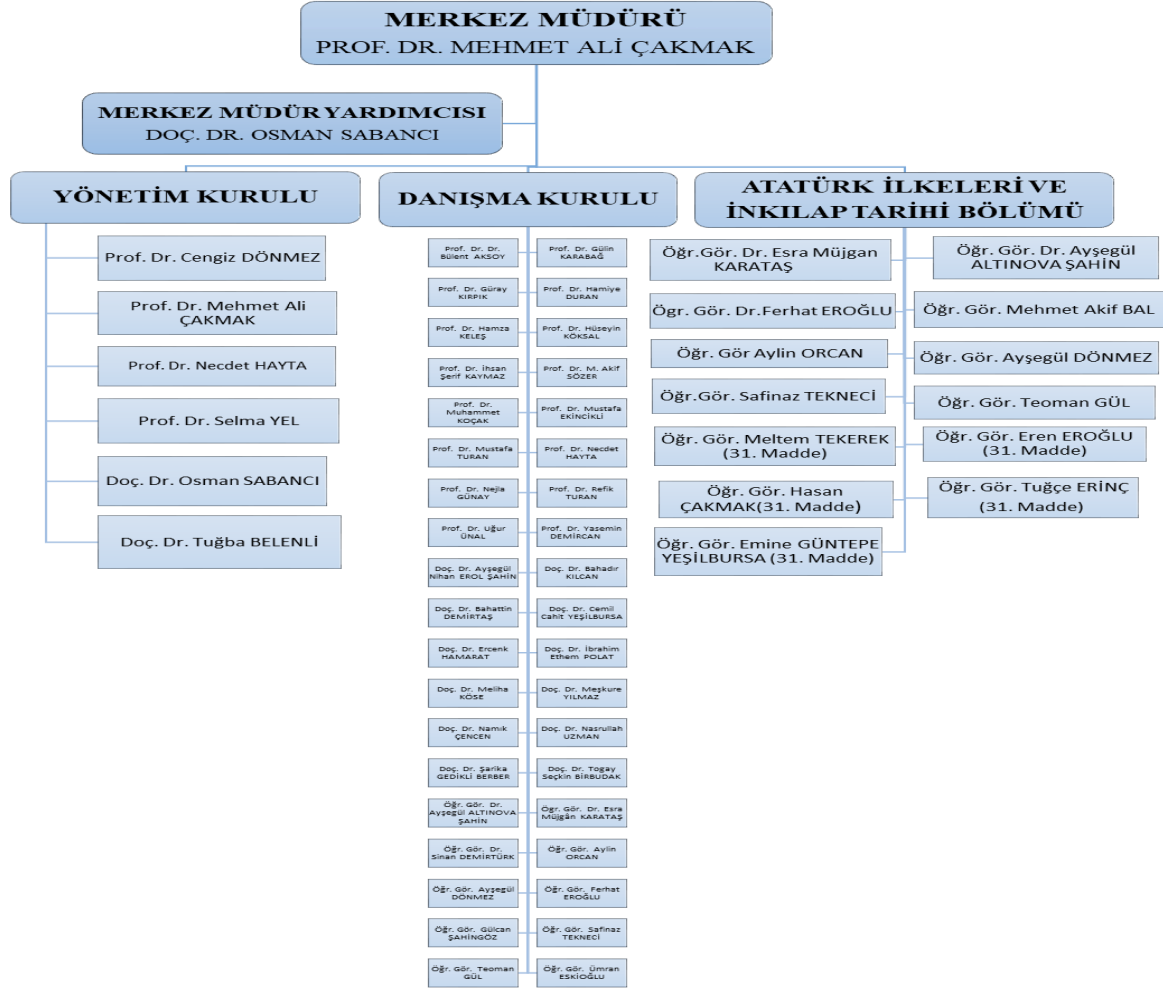 MERKEZ MÜDÜRÜ
PROF. DR. MEHMET ALİ ÇAKMAK
MERKEZ MÜDÜR YARDIMCISI
DOÇ. DR. OSMAN SABANCI
YÖNETİM KURULU
Prof. Dr. Cengiz DÖNMEZ
Prof. Dr. Mehmet Ali
ÇAKMAK
Prof. Dr. Necdet HAYTA
Prof. Dr. Selma YEL
Doç. Dr. Osman SABANCI
Doç. Dr. Tuğba BELENLİ
DANIŞMA KURULU
Prof. Dr. Dr.
Bülent AKSOY
Prof. Dr. Gülin
KARABAĞ
Prof. Dr. Güray
KIRPIK
Prof. Dr. Hamiye
DURAN
Prof. Dr. Hamza
KELEŞ
Prof. Dr. Hüseyin
KÖKSAL
Prof. Dr. İhsan
Şerif KAYMAZ
Prof. Dr. M. Akif
SÖZER
Prof. Dr.
Muhammet
KOÇAK
Prof. Dr. Mustafa
EKİNCİKLİ
Prof. Dr. Mustafa
TURAN
Prof. Dr. Necdet
HAYTA
Prof. Dr. Nejla
GÜNAY
Prof. Dr. Refik
TURAN
Prof. Dr. Uğur
ÜNAL
Prof. Dr. Yasemin
DEMİRCAN
Doç. Dr. Ayşegül
Nihan EROL ŞAHİN
Doç. Dr. Bahadır
KILCAN
Doç. Dr. Bahattin
DEMİRTAŞ
Doç. Dr. Cemil
Cahit YEŞİLBURSA
Doç. Dr. Ercenk
HAMARAT
Doç. Dr. İbrahim
Ethem POLAT
Doç. Dr. Meliha
KÖSE
Doç. Dr. Meşkure
YILMAZ
Doç. Dr. Namık
ÇENCEN
Doç. Dr. Nasrullah
UZMAN
Doç. Dr. Şarika
GEDİKLİ BERBER
Doç. Dr. Togay
Seçkin BİRBUDAK
Öğr. Gör. Dr.
Ayşegül ALTINOVA
ŞAHİN
Ögr. Gör. Dr. Esra
Müjgân KARATAŞ
Öğr. Gör. Dr.
Sinan DEMİRTÜRK
Öğr. Gör. Aylin
ORCAN
Öğr. Gör. Ayşegül
DÖNMEZ
Öğr. Gör. Ferhat
EROĞLU
Öğr. Gör. Gülcan
ŞAHİNGÖZ
Öğr. Gör. Safinaz
TEKNECİ
Öğr. Gör. Teoman
GÜL
Öğr. Gör. Ümran
ESKİOĞLU
ATATÜRK İLKELERİ VE
İNKILAP TARİHİ BÖLÜMÜ
Öğr.Gör. Dr. Esra Müjgan
KARATAŞ
Öğr. Gör. Dr. Ayşegül
ALTINOVA ŞAHİN
Ögr. Gör. Dr.Ferhat EROĞLU
Öğr. Gör. Mehmet Akif BAL
Öğr. Gör Aylin ORCAN
Öğr. Gör. Ayşegül DÖNMEZ
Öğr.Gör. Safinaz TEKNECİ
Öğr. Gör. Teoman GÜL
Öğr. Gör. Meltem TEKEREK
(31. Madde)
Öğr. Gör. Eren EROĞLU
(31. Madde)
Öğr. Gör. Hasan
ÇAKMAK(31. Madde)
Öğr. Gör. Tuğçe ERİNÇ
(31. Madde)
Öğr. Gör. Emine GÜNTEPE
YEŞİLBURSA (31. Madde)